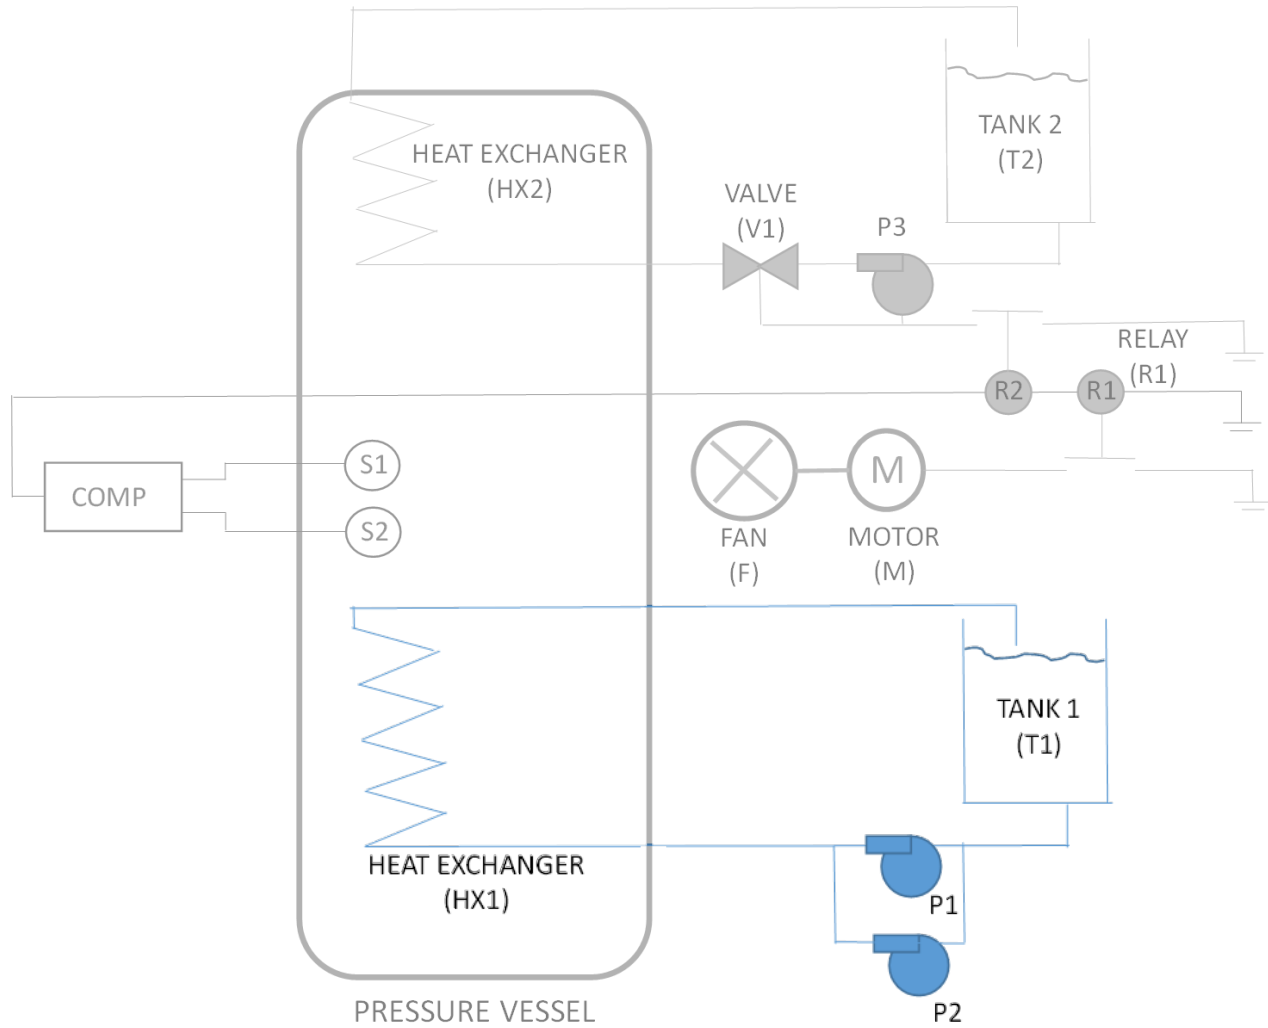 TANK 2
(T2)
HEAT EXCHANGER
(HX2)
VALVE
(V1)
P3
RELAY
(R1)
R2
R1
S1
COMP
S2
M
FAN
(F)
MOTOR
(M)
TANK 1
(T1)
HEAT EXCHANGER
(HX1)
P1
P2
PRESSURE VESSEL